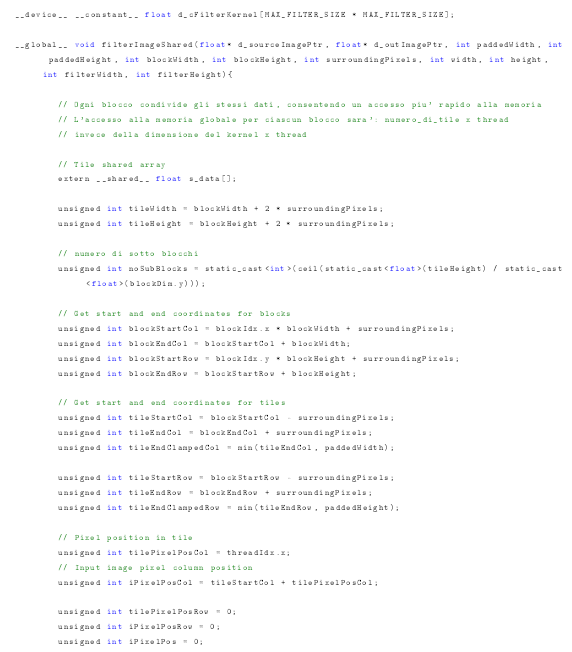 __device__ __constant__ float d_cFilterKernel[MAX_FILTER_SIZE * MAX_FILTER_SIZE];
__global__ void filterImageShared(float* d_sourceImagePtr, float* d_outImagePtr, int paddedWidth, int
paddedHeight, int blockWidth, int blockHeight, int surroundingPixels, int width, int height,
int filterWidth, int filterHeight){
// Ogni blocco condivide gli stessi dati, consentendo un accesso piu' rapido alla memoria
// L'accesso alla memoria globale per ciascun blocco sara': numero_di_tile x thread
// invece della dimensione del kernel x thread
// Tile shared array
extern __shared__ float s_data[];
unsigned int tileWidth = blockWidth + 2 * surroundingPixels;
unsigned int tileHeight = blockHeight + 2 * surroundingPixels;
// numero di sotto blocchi
unsigned int noSubBlocks = static_cast<int>(ceil(static_cast<float>(tileHeight) / static_cast
<float>(blockDim.y)));
// Get start and end coordinates for blocks
unsigned int blockStartCol = blockIdx.x * blockWidth + surroundingPixels;
unsigned int blockEndCol = blockStartCol + blockWidth;
unsigned int blockStartRow = blockIdx.y * blockHeight + surroundingPixels;
unsigned int blockEndRow = blockStartRow + blockHeight;
// Get start and end coordinates for tiles
unsigned int tileStartCol = blockStartCol - surroundingPixels;
unsigned int tileEndCol = blockEndCol + surroundingPixels;
unsigned int tileEndClampedCol = min(tileEndCol, paddedWidth);
unsigned int tileStartRow = blockStartRow - surroundingPixels;
unsigned int tileEndRow = blockEndRow + surroundingPixels;
unsigned int tileEndClampedRow = min(tileEndRow, paddedHeight);
// Pixel position in tile
unsigned int tilePixelPosCol = threadIdx.x;
// Input image pixel column position
unsigned int iPixelPosCol = tileStartCol + tilePixelPosCol;
unsigned int tilePixelPosRow = 0;
unsigned int iPixelPosRow = 0;
unsigned int iPixelPos = 0;